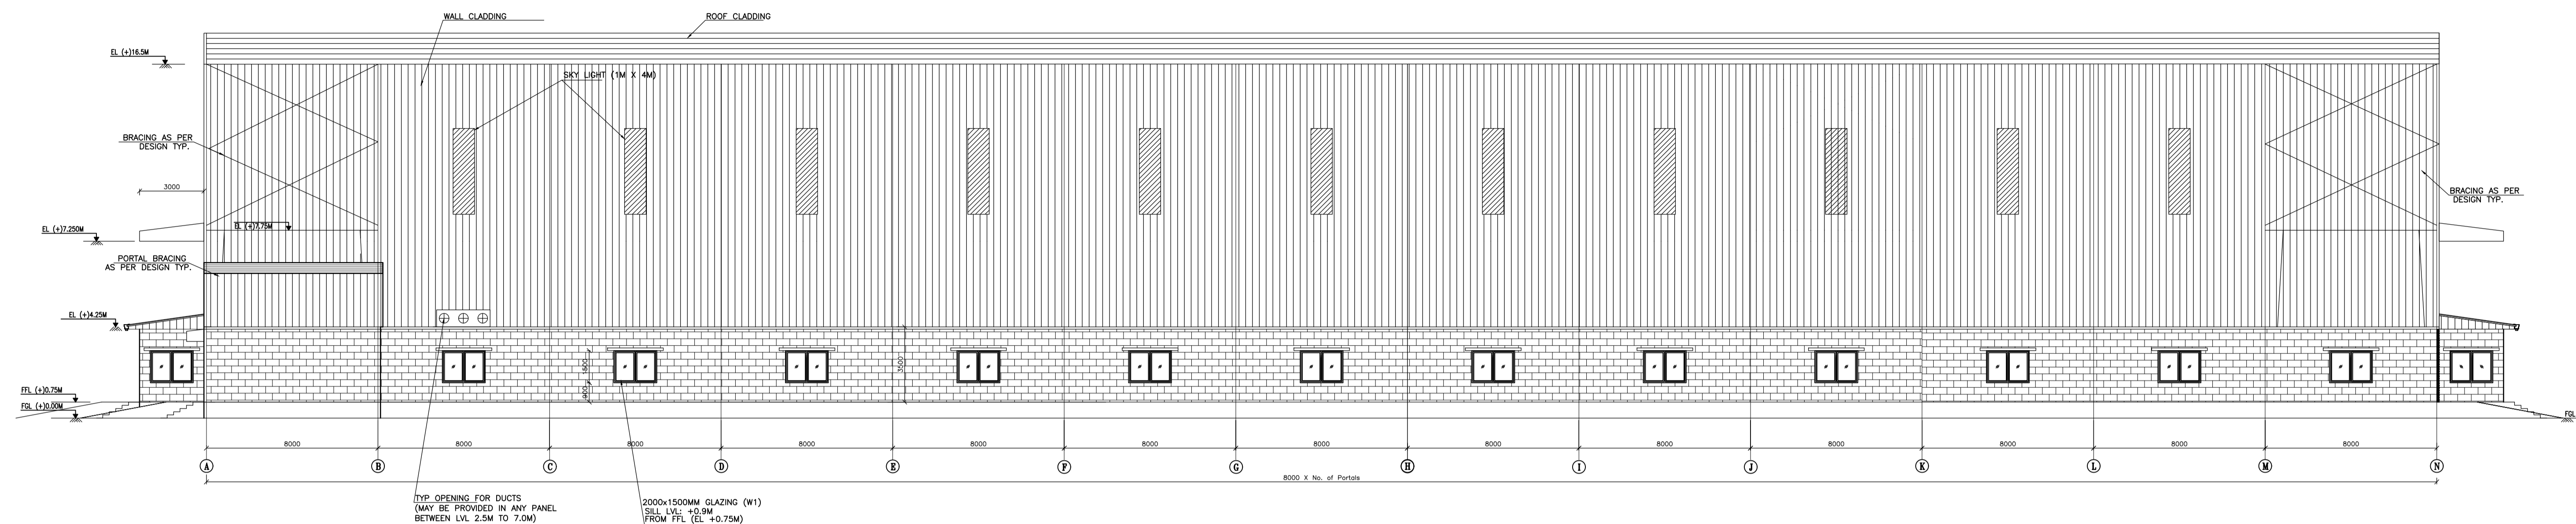 WALL CLADDING
ROOF CLADDING
EL (+)16.5M
SKY LIGHT (1M X 4M)
BRACING AS PER
DESIGN TYP.
3000
BRACING AS PER
DESIGN TYP.
EL (+)7.75M
EL (+)7.250M
PORTAL BRACING
AS PER DESIGN TYP.
EL (+)4.25M
3600
1500
900
FFL (+)0.75M
FGL (+)0.00M
FGL
8000 8000 8000 8000 8000 8000 8000 8000 8000 8000 8000 8000 8000
A B C D E F G H I J K L M N
8000 X No. of Portals
TYP OPENING FOR DUCTS
(MAY BE PROVIDED IN ANY PANEL
BETWEEN LVL 2.5M TO 7.0M)
2000x1500MM GLAZING (W1)
SILL LVL: +0.9M
FROM FFL (EL +0.75M)